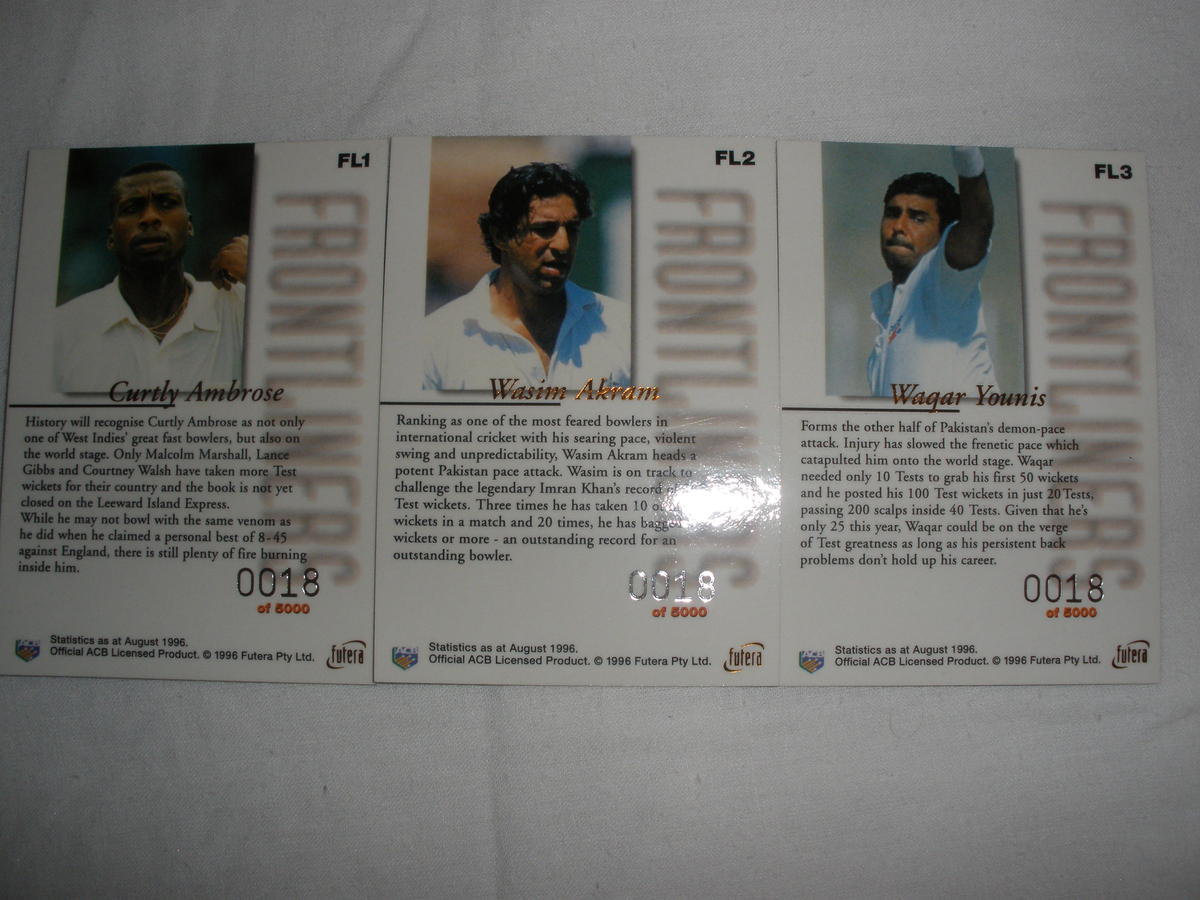 FL1
FRONTLINERS
Curtly Ambrose
History will recognise Curtly Ambrose as not only
one of West Indies' great fast bowlers, but also on
the world stage. Only Malcolm Marshall, Lance
Gibbs and Courtney Walsh have taken more Test
wickets for their country and the book is not yet
closed on the Leeward Island Express.
While he may not bowl with the same venom as
he did when he claimed a personal best of 8-45
against England, there is still plenty of fire burning
inside him.
0018
of 5000
ACB
Statistics as at August 1996.
Official ACB Licensed Product. © 1996 Futera Pty Ltd.
futera
FL2
FRONTLINERS
Wasim Akram
Ranking as one of the most feared bowlers in
international cricket with his searing pace, violent
swing and unpredictability, Wasim Akram heads a
potent Pakistan pace attack. Wasim is on track to
challenge the legendary Imran Khan's record
Test wickets. Three times he has taken 10 or
wickets in a match and 20 times, he has bagged
wickets or more - an outstanding record for an
outstanding bowler.
0018
of 5000
ACB
Statistics as at August 1996.
Official ACB Licensed Product. © 1996 Futera Pty Ltd.
futera
FL3
FRONTLINERS
Waqar Younis
Forms the other half of Pakistan's demon-pace
attack. Injury has slowed the frenetic pace which
catapulted him onto the world stage. Waqar
needed only 10 Tests to grab his first 50 wickets
and he posted his 100 Test wickets in just 20 Tests,
passing 200 scalps inside 40 Tests. Given that he's
only 25 this year, Waqar could be on the verge
of Test greatness as long as his persistent back
problems don't hold up his career.
0018
of 5000
ACB
Statistics as at August 1996.
Official ACB Licensed Product. © 1996 Futera Pty Ltd.
futera